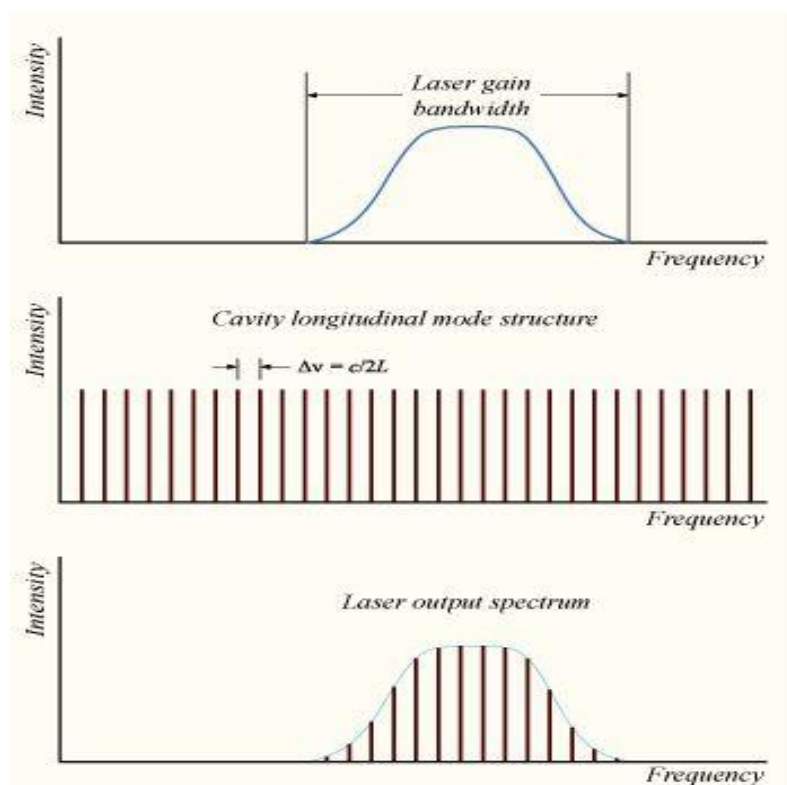 Intensity
Laser gain
bandwidth
Frequency
Intensity
Cavity longitudinal mode structure
Δν = c/2L
Frequency
Intensity
Laser output spectrum
Frequency